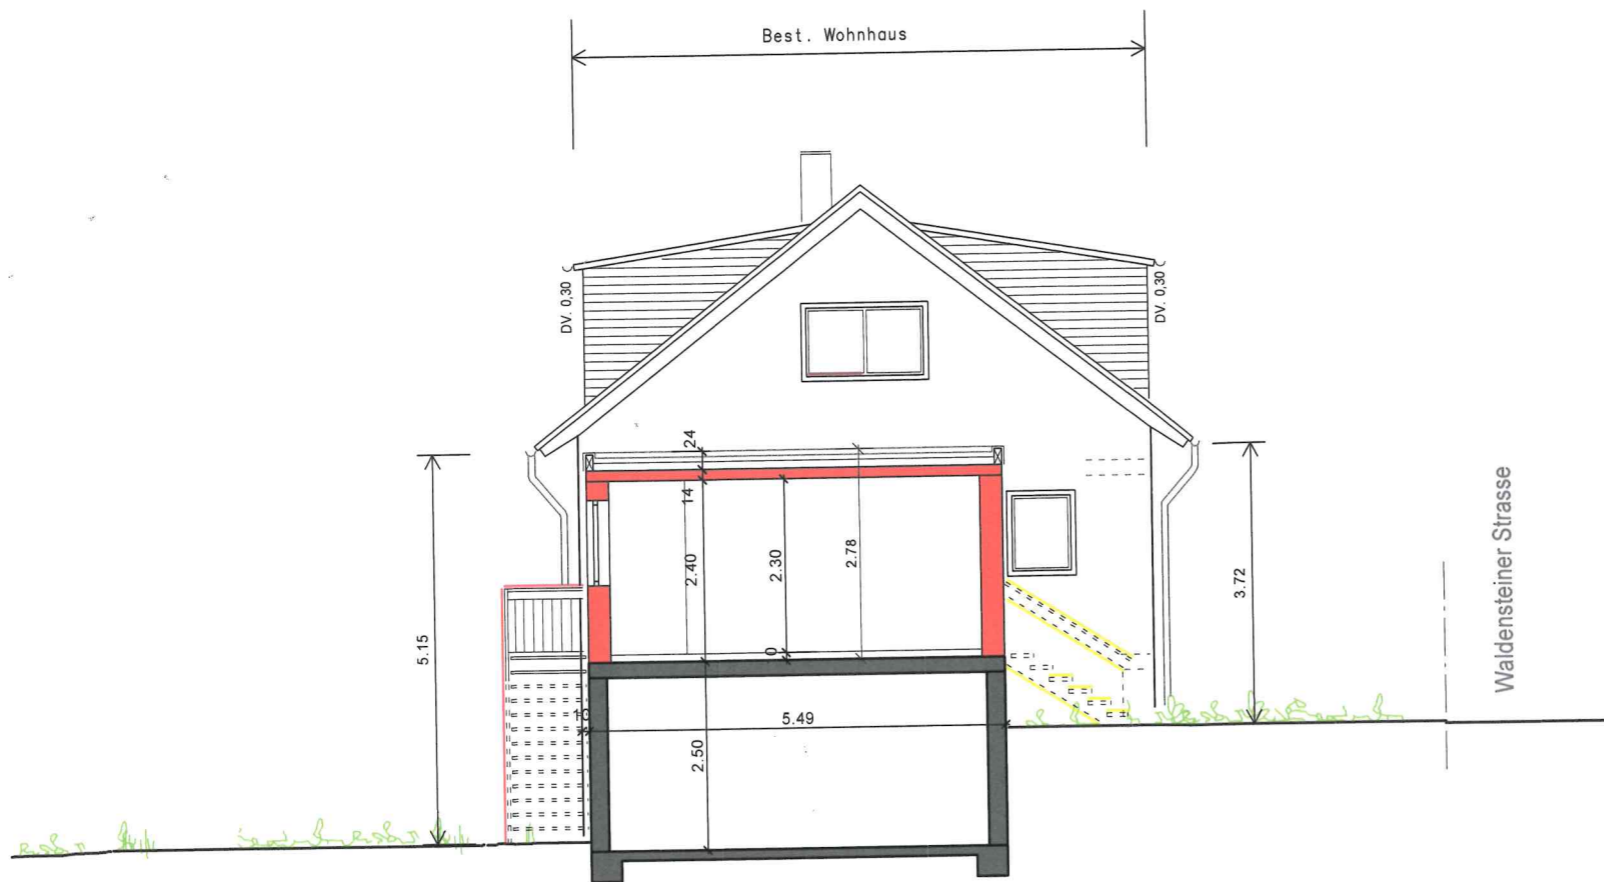 Best. Wohnhaus
DV. 0,30
DV. 0,30
24
14
2.40
2.30
2.78
0
5.15
3.72
10
5.49
2.50
Waldensteiner Strasse